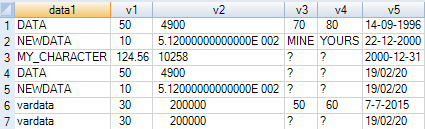 data1 v1 v2 v3 v4 v5
1 DATA 50 4900 70 80 14-09-1996
2 NEWDATA 10 5.12000000000000E 002 MINE YOURS 22-12-2000
3 MY_CHARACTER 124.56 10258 ? ? 2000-12-31
4 DATA 50 4900 ? ? 19/02/20
5 NEWDATA 10 5.12000000000000E 002 ? ? 19/02/20
6 vardata 30 200000 50 60 7-7-2015
7 vardata 30 200000 ? ? 19/02/20